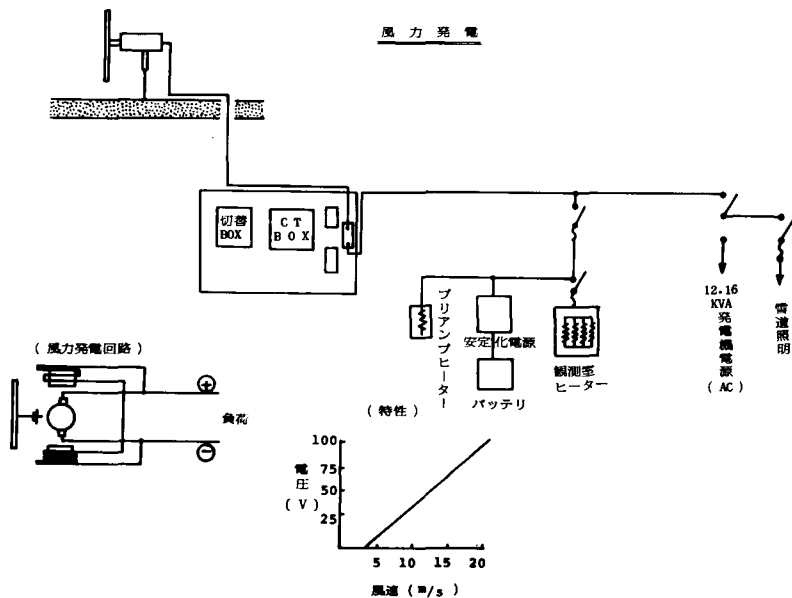 風力発電
切替
BOX
CT
BOX
プリアンプヒーター
安定化電源
バッテリ
観測室
ヒーター
12.16
KVA
発電機電源
(AC)
雪道照明
(風力発電回路)
⊕
負荷
⊖
(特性)
電圧
(V)
100
75
50
25
5 10 15 20
風速 (m/s)